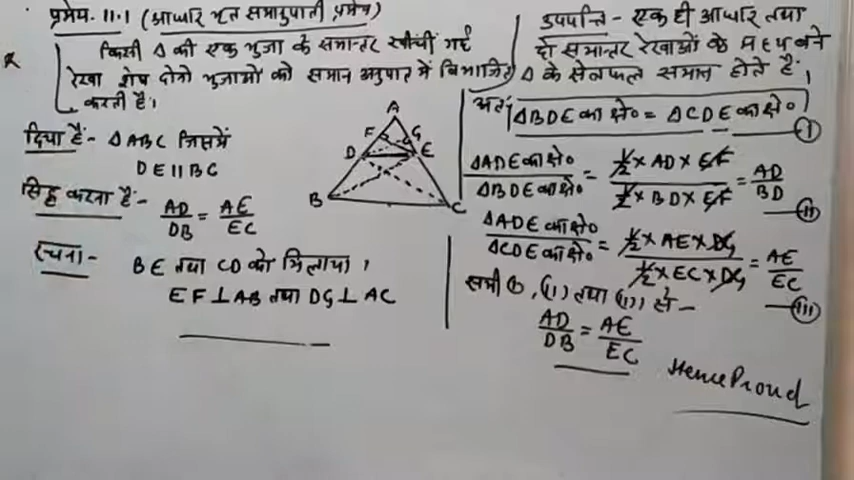 प्रमेय. 11.1 (आधार भूत समानुपाती प्रमेय)
किसी Δ की एक भुजा के समान्तर खींची गई
रेखा शेष दोनो भुजाओं को समान अनुपात में विभाजित
करती है।
दिया है:- ΔABC जिसमें
DE||BC
सिद्ध करना है:- AD/DB = AE/EC
रचना:- BE तथा CD को मिलाया।
EF⊥AB तथा DG⊥AC
A
F G
D E
B C
उपपत्ति - एक ही आधार तथा
दो समान्तर रेखाओं के मध्य बने
Δ के क्षेत्रफल समान होते है।
अतः ΔBDE का क्षे० = ΔCDE का क्षे०
—(I)
ΔADE का क्षे०/ΔBDE का क्षे० = ½ × AD × EF/½ × BD × EF = AD/BD
—(II)
ΔADE का क्षे०/ΔCDE का क्षे० = ½ × AE × DG/½ × EC × DG = AE/EC
—(III)
समी (I), (II) तथा (III) से -
AD/DB = AE/EC
Hence Proud